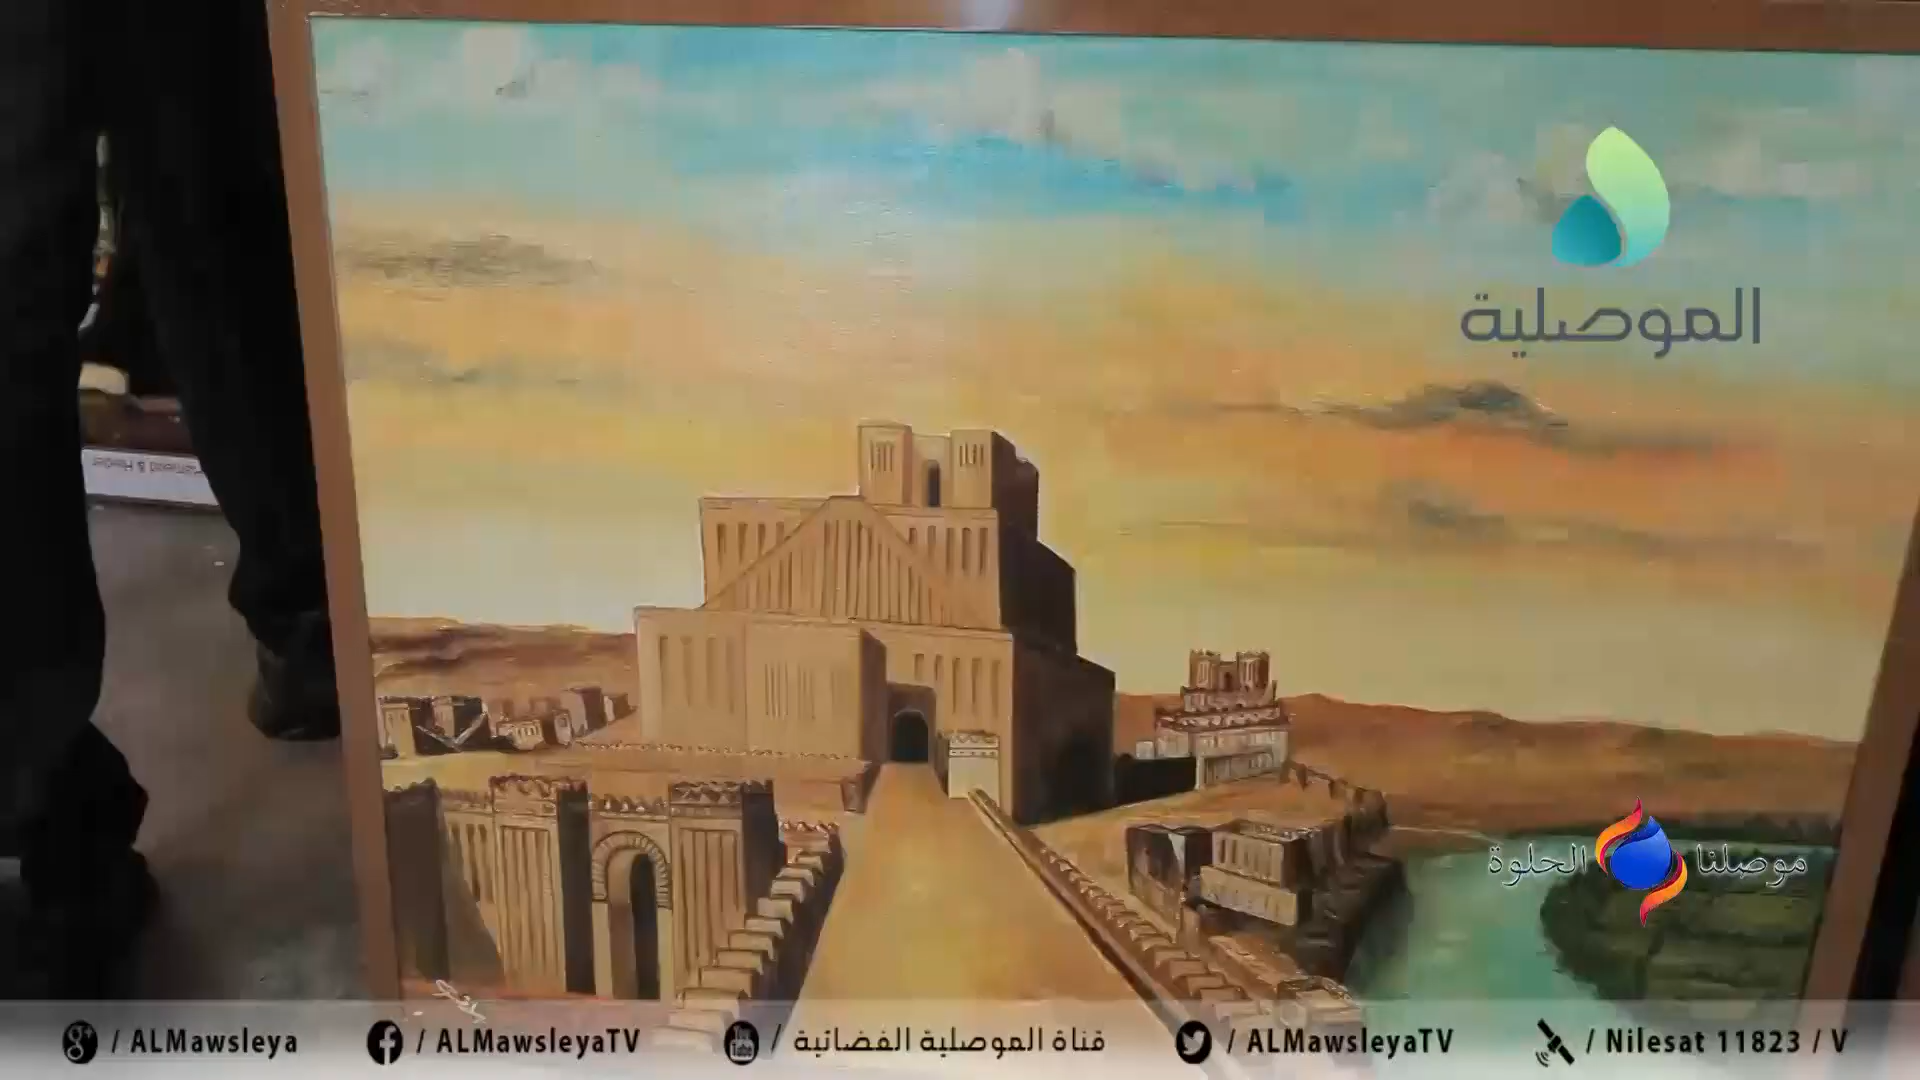 الموصلية
موصلنا الحلوة
/ ALMawsleya
/ ALMawsleyaTV
/ قناة الموصلية الفضائية
/ ALMawsleyaTV
/ Nilesat 11823 / V